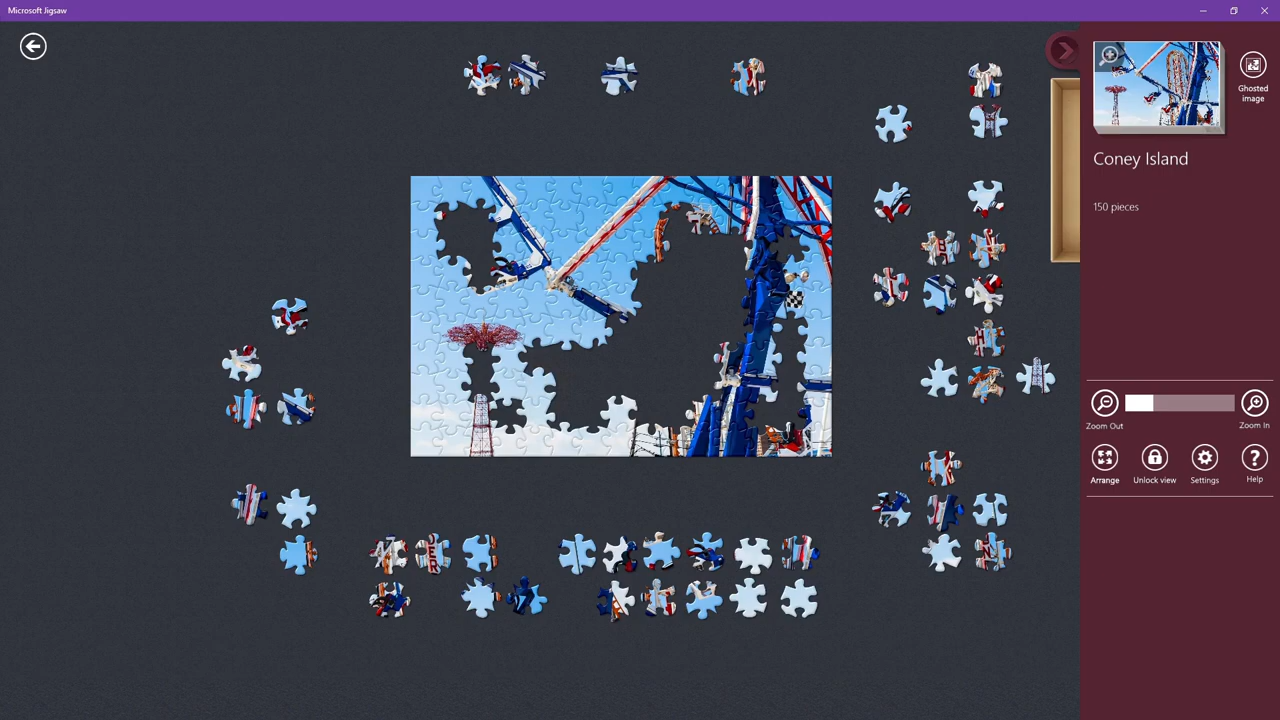 Microsoft Jigsaw
Ghosted
image
Coney Island
150 pieces
Zoom Out
Zoom In
Arrange
Unlock view
Settings
Help